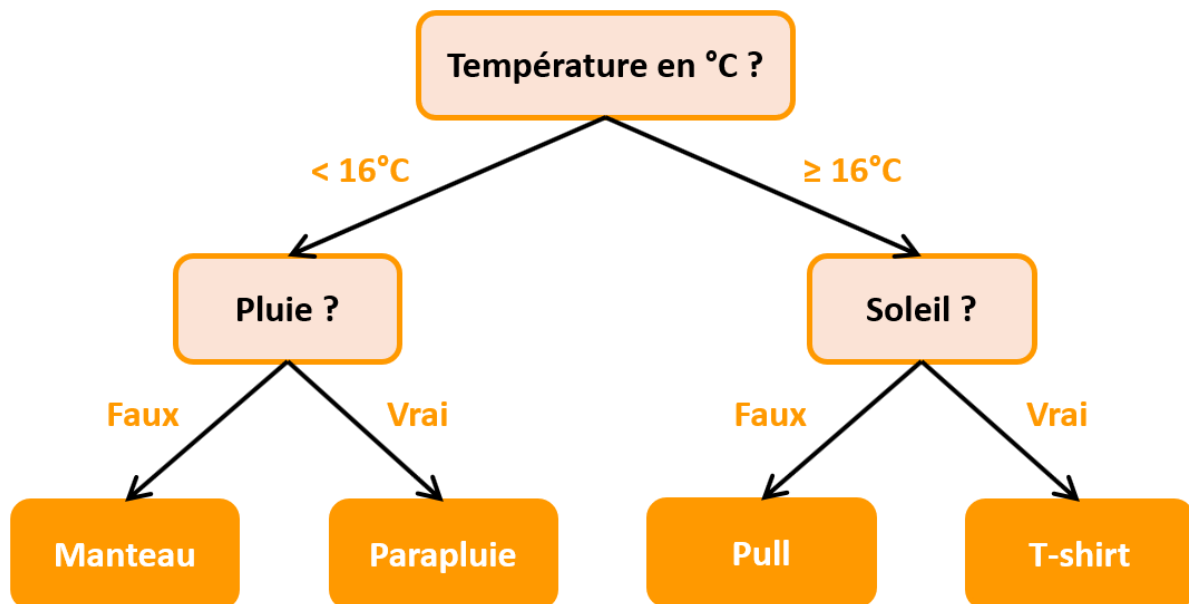 Température en °C ?
< 16°C
≥ 16°C
Pluie ?
Soleil ?
Faux
Vrai
Faux
Vrai
Manteau
Parapluie
Pull
T-shirt